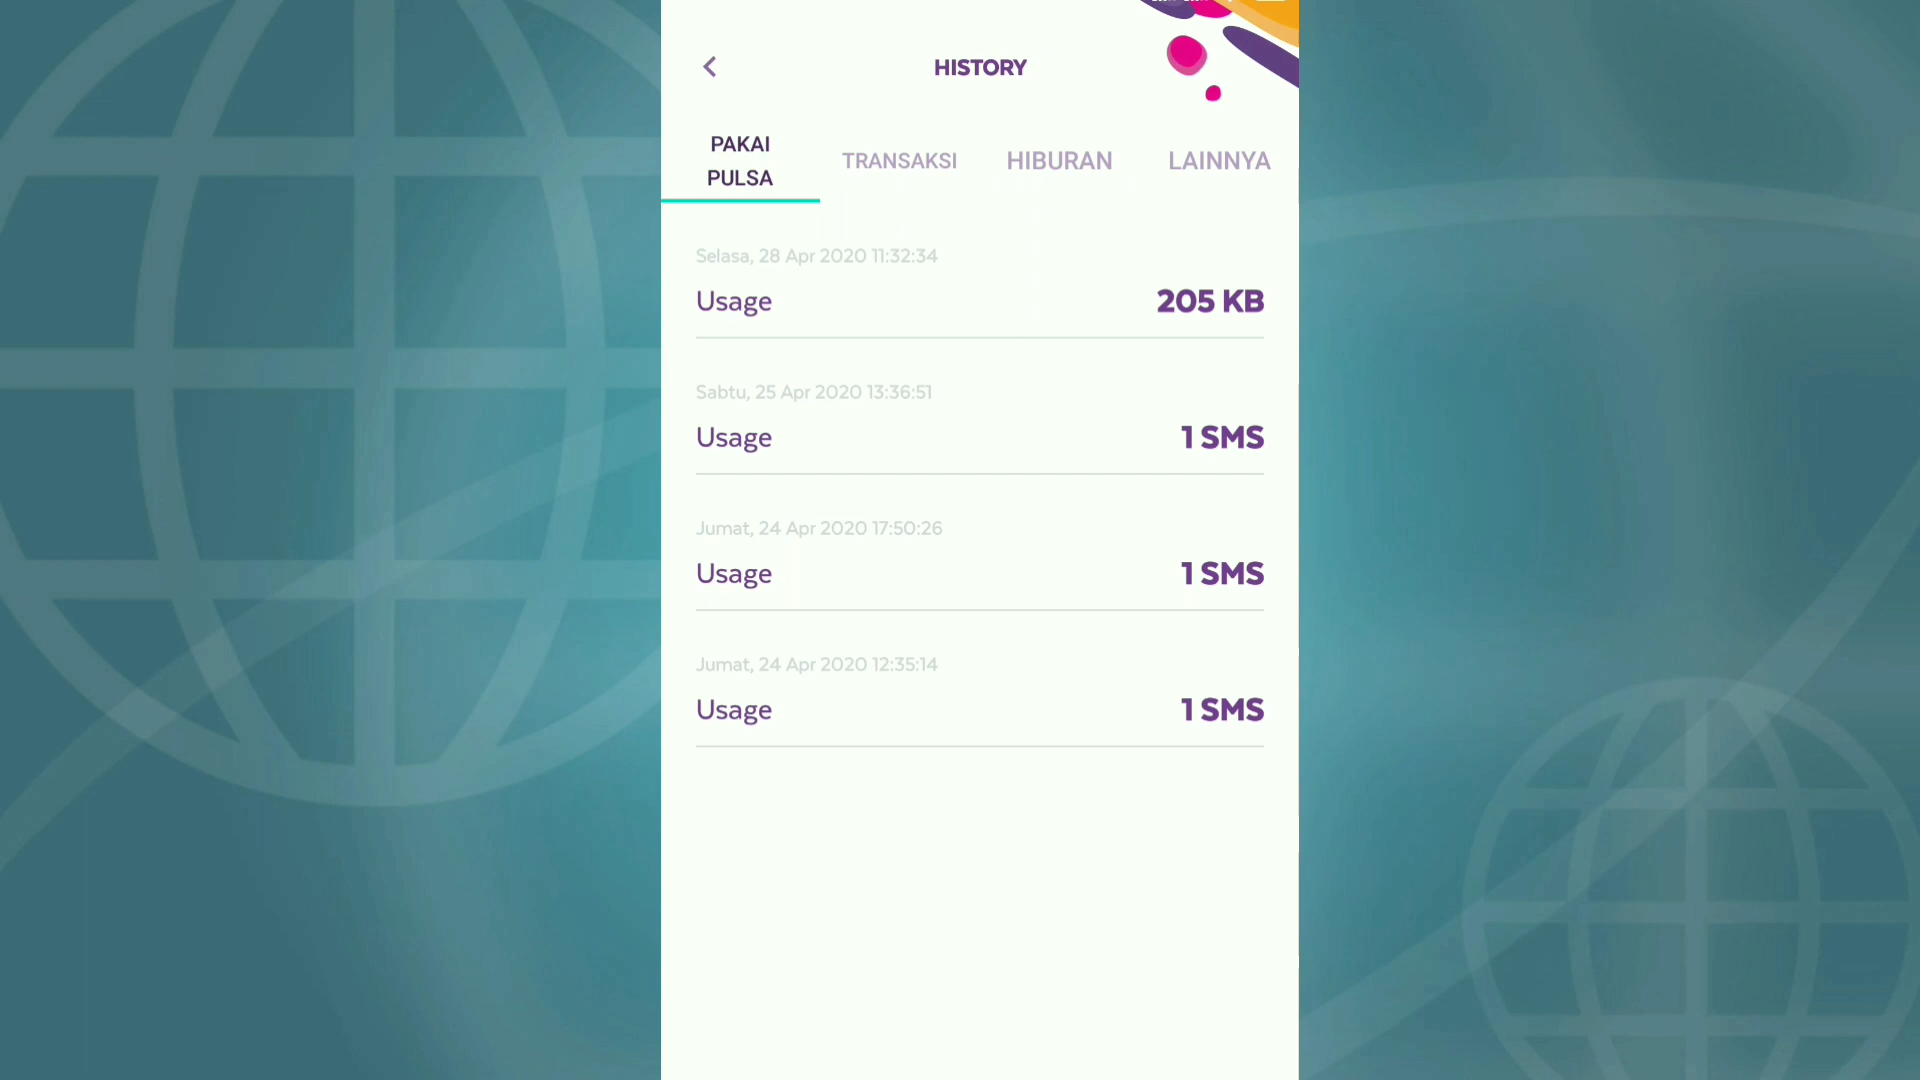 HISTORY
PAKAI
PULSA
TRANSAKSI
HIBURAN
LAINNYA
Selasa, 28 Apr 2020 11:32:34
Usage 205 KB
Sabtu, 25 Apr 2020 13:36:51
Usage 1 SMS
Jumat, 24 Apr 2020 17:50:26
Usage 1 SMS
Jumat, 24 Apr 2020 12:35:14
Usage 1 SMS